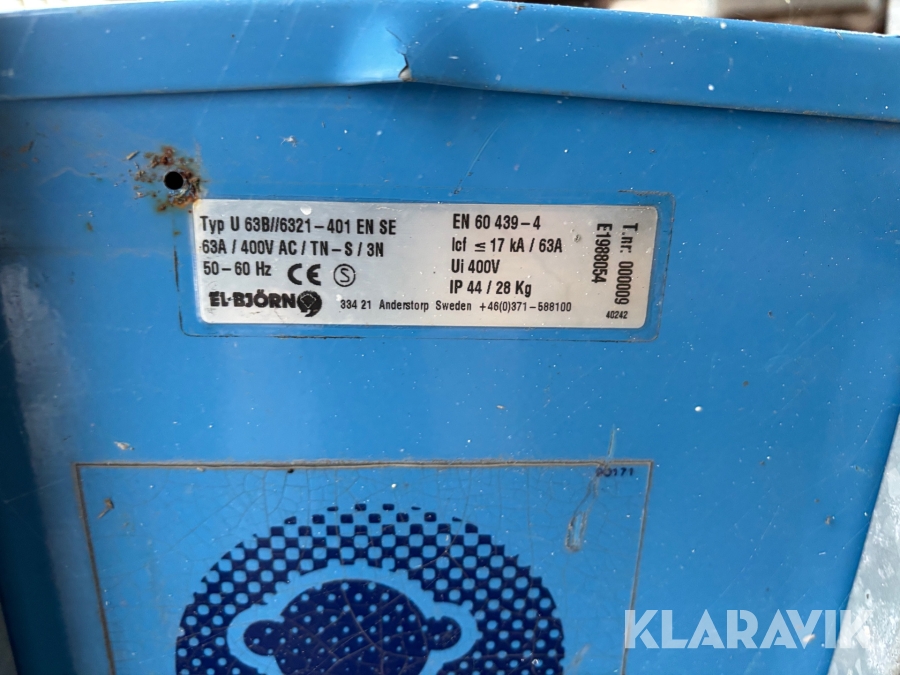 Typ U 63B//6321-401 EN SE
63A / 400V AC / TN-S / 3N
50-60 Hz CE S
EL-BJÖRN
EN 60 439-4
Icf ≤ 17 kA / 63A
Ui 400V
IP 44 / 28 Kg
334 21 Anderstorp Sweden +46(0)371-588100
T.nr: 0000009
E1988054
40242
KLARAVIK